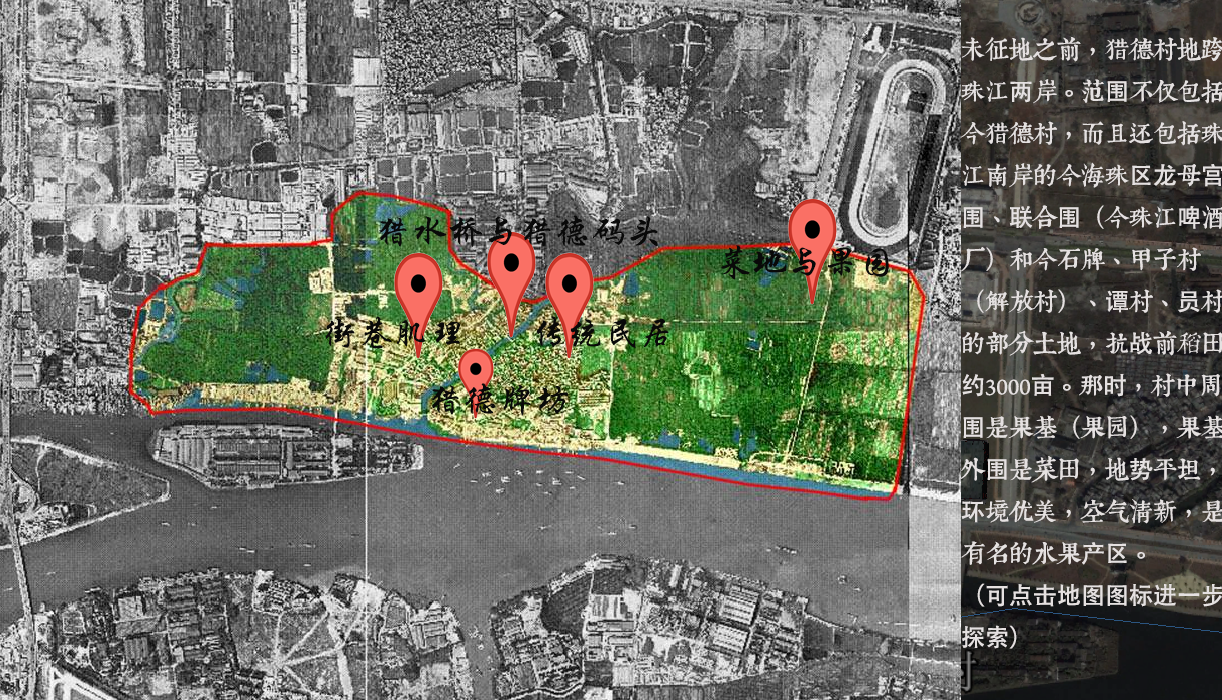 猎水桥与猎德码头
菜地与果园
街巷肌理
传统民居
猎德牌坊
未征地之前，猎德村地跨
珠江两岸。范围不仅包括
今猎德村，而且还包括珠
江南岸的今海珠区龙母宫
围、联合围（今珠江啤酒
厂）和今石牌、甲子村
（解放村）、谭村、员村
的部分土地，抗战前稻田
约3000亩。那时，村中周
围是果基（果园），果基
外围是菜田，地势平坦，
环境优美，空气清新，是
有名的水果产区。
（可点击地图图标进一步
探索）
村